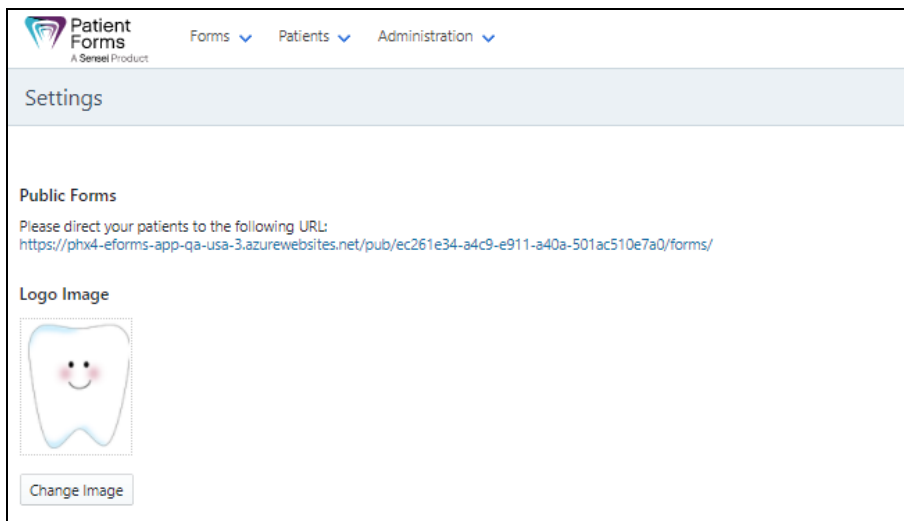 Patient
Forms
A Sensei Product
Forms Patients Administration
Settings
Public Forms
Please direct your patients to the following URL:
https://phx4-eforms-app-qa-usa-3.azurewebsites.net/pub/ec261e34-a4c9-e911-a40a-501ac510e7a0/forms/
Logo Image
Change Image